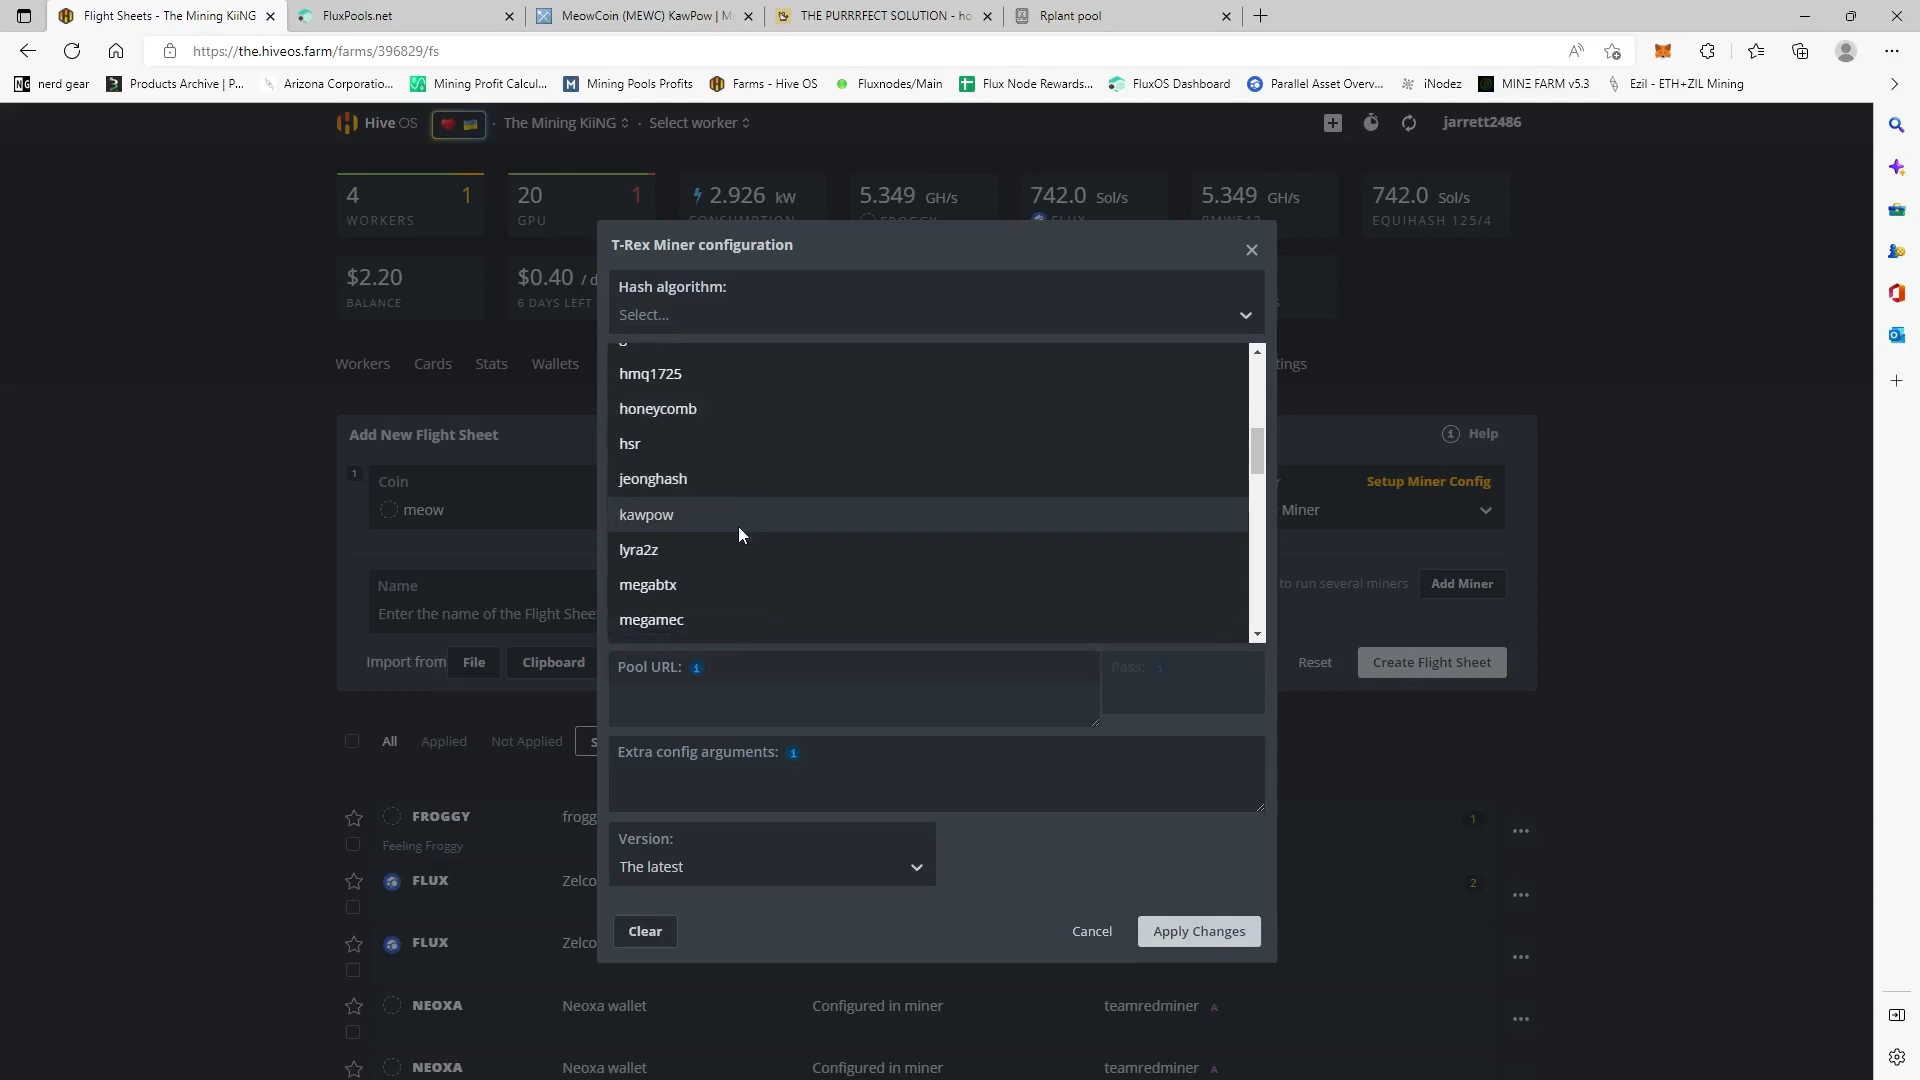 Flight Sheets - The Mining KiiNG
FluxPools.net
MeowCoin (MEWC) KawPow | M
THE PURRRFECT SOLUTION - ho
Rplant pool
https://the.hiveos.farm/farms/396829/fs
nerd gear
Products Archive | P...
Arizona Corporatio...
Mining Profit Calcul...
Mining Pools Profits
Farms - Hive OS
Fluxnodes/Main
Flux Node Rewards...
FluxOS Dashboard
Parallel Asset Overv...
iNodez
MINE FARM v5.3
Ezil - ETH+ZIL Mining
Hive OS
The Mining KiiNG
Select worker
jarrett2486
4 1
WORKERS
20 1
GPU
2.926 kW
CONSUMPTION
5.349 GH/s
FROGGY
742.0 Sol/s
FLUX
5.349 GH/s
742.0 Sol/s
EQUIHASH 125/4
$2.20
BALANCE
$0.40 / d
6 DAYS LEFT
Workers
Cards
Stats
Wallets
tings
T-Rex Miner configuration
Hash algorithm:
Select...
hmq1725
honeycomb
hsr
jeonghash
kawpow
lyra2z
megabtx
megamec
Pool URL:
Pass:
Extra config arguments:
Version:
The latest
Clear
Cancel
Apply Changes
Add New Flight Sheet
Help
1
Coin
meow
Setup Miner Config
Miner
Name
Enter the name of the Flight Shee
to run several miners
Add Miner
Import from
File
Clipboard
Reset
Create Flight Sheet
All
Applied
Not Applied
S
FROGGY
frogg
1
Feeling Froggy
FLUX
Zelco
2
FLUX
Zelco
NEOXA
Neoxa wallet
Configured in miner
teamredminer A
NEOXA
Neoxa wallet
Configured in miner
teamredminer A